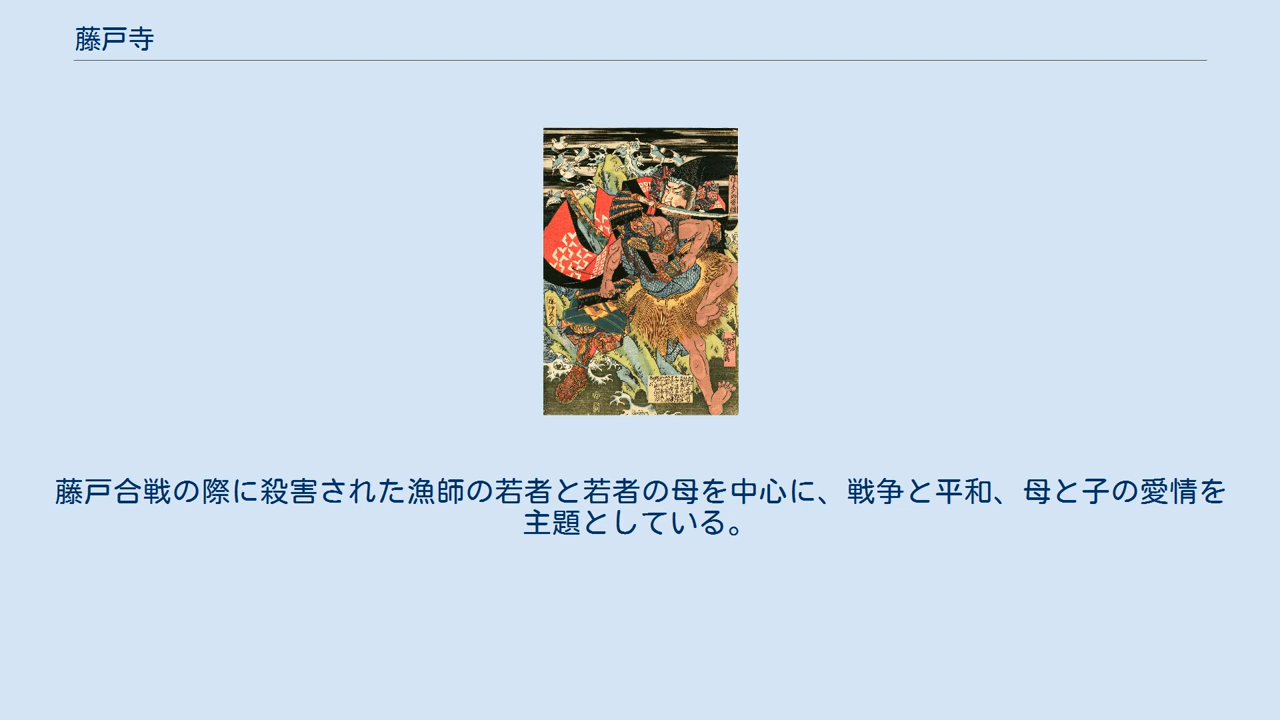 藤戸寺
藤戸合戦の際に殺害された漁師の若者と若者の母を中心に、戦争と平和、母と子の愛情を
主題としている。